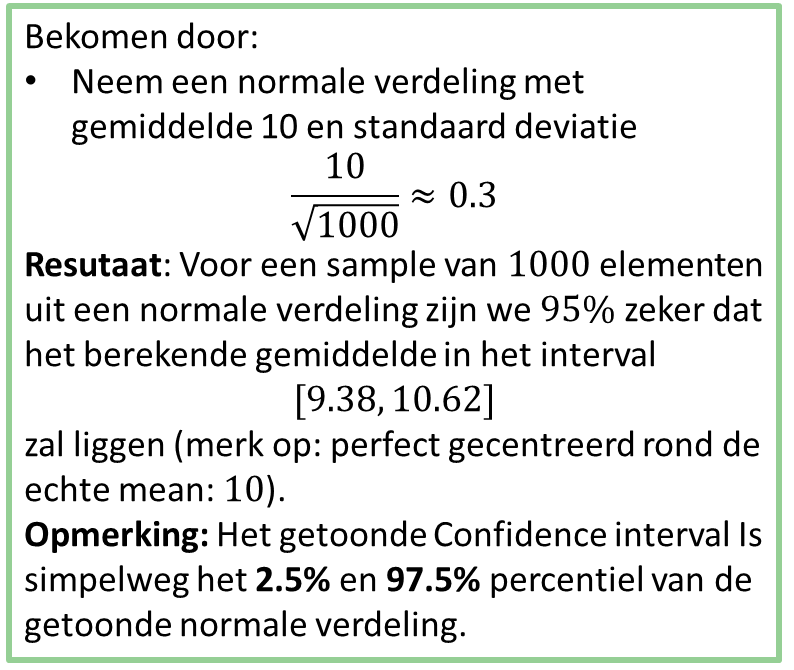 Bekomen door:
• Neem een normale verdeling met
gemiddelde 10 en standaard deviatie
10
√1000 ≈ 0.3
Resutaat: Voor een sample van 1000 elementen
uit een normale verdeling zijn we 95% zeker dat
het berekende gemiddelde in het interval
[9.38, 10.62]
zal liggen (merk op: perfect gecentreerd rond de
echte mean: 10).
Opmerking: Het getoonde Confidence interval Is
simpelweg het 2.5% en 97.5% percentiel van de
getoonde normale verdeling.